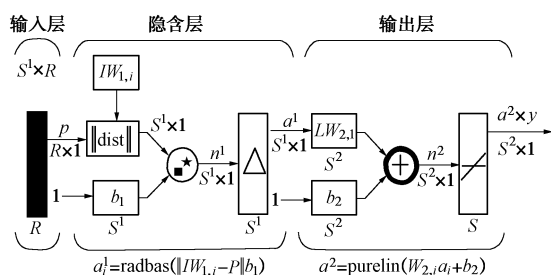 输入层 隐含层 输出层
S¹×R
IW₁,ᵢ
p
R×1
‖dist‖
S¹×1
n¹
S¹×1
a¹
S¹×1
LW₂,₁
S²
n²
S²×1
a²×y
S²×1
1
b₁
S¹
1
b₂
S²
R
S¹
S
aᵢ¹=radbas(‖IW₁,ᵢ−P‖b₁)
a²=purelin(W₂,ᵢaᵢ+b₂)